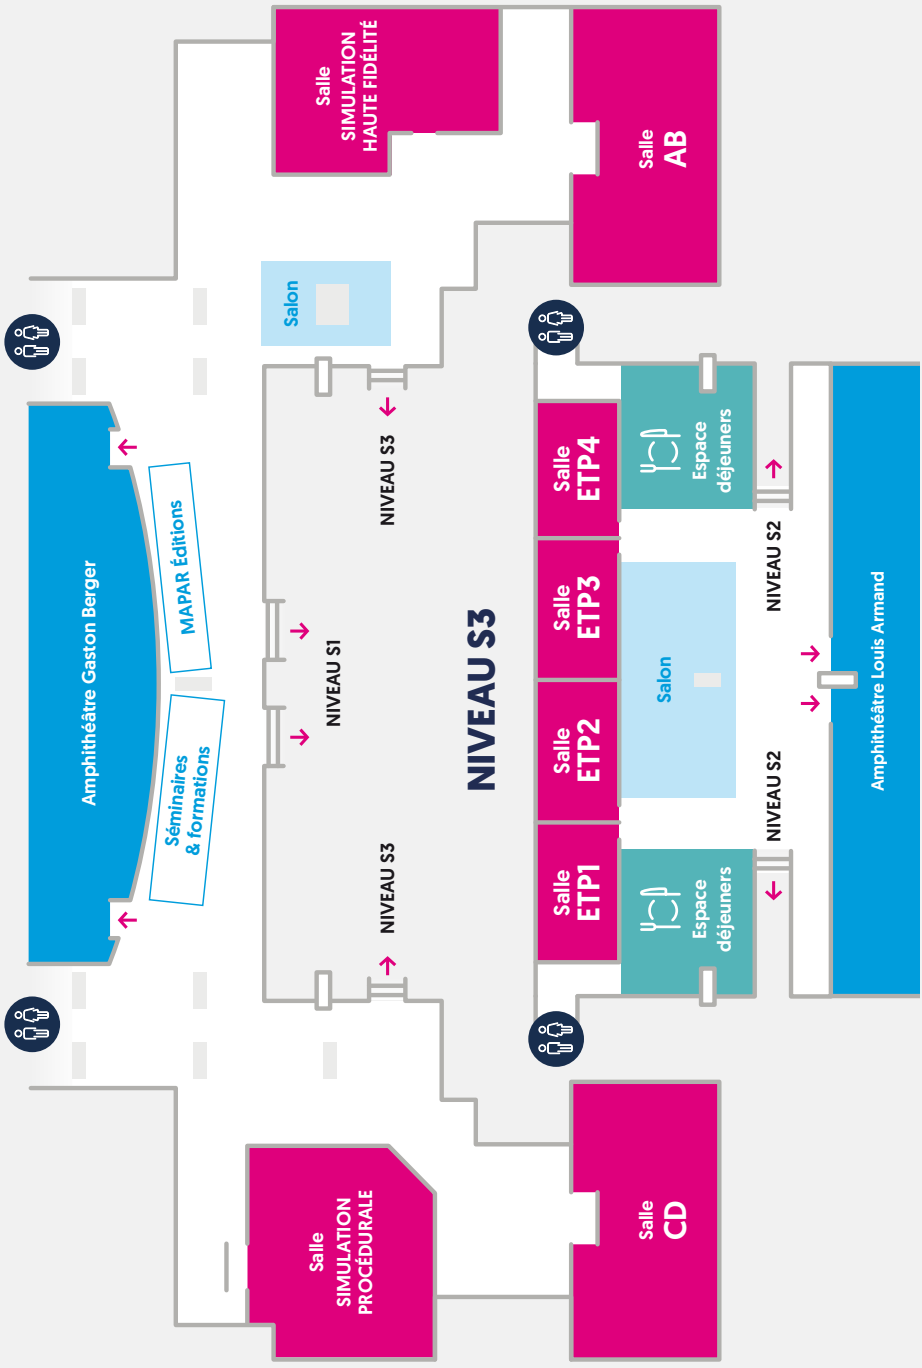 Amphithéâtre Gaston Berger
Séminaires
& formations
MAPAR Éditions
Salon
Salle
SIMULATION
PROCÉDURALE
Salle
SIMULATION
HAUTE FIDÉLITÉ
NIVEAU S1
NIVEAU S3
NIVEAU S3
NIVEAU S3
Salle
ETP1
Salle
ETP2
Salle
ETP3
Salle
ETP4
Salle
CD
Espace
déjeuners
Salon
Espace
déjeuners
Salle
AB
NIVEAU S2
NIVEAU S2
Amphithéâtre Louis Armand